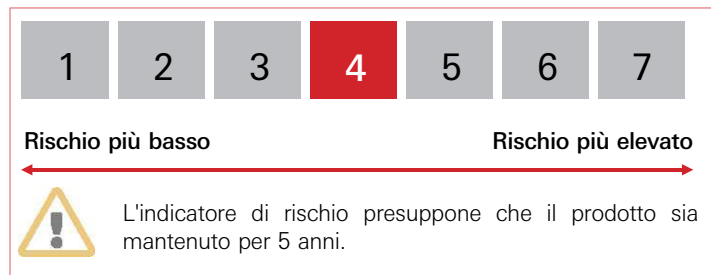 1 2 3 4 5 6 7
Rischio più basso Rischio più elevato
L'indicatore di rischio presuppone che il prodotto sia
mantenuto per 5 anni.